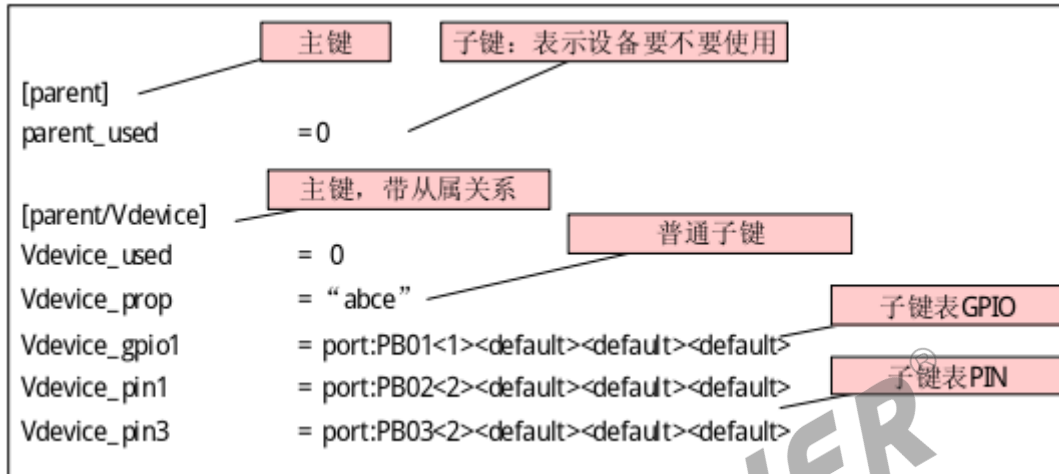 主键
子键：表示设备要不要使用
[parent]
parent_used =0
主键，带从属关系
[parent/Vdevice]
普通子键
Vdevice_used = 0
Vdevice_prop = “abce”
子键表GPIO
Vdevice_gpio1 = port:PB01<1><default><default><default>
子键表PIN
Vdevice_pin1 = port:PB02<2><default><default><default>
Vdevice_pin3 = port:PB03<2><default><default><default>
NER®